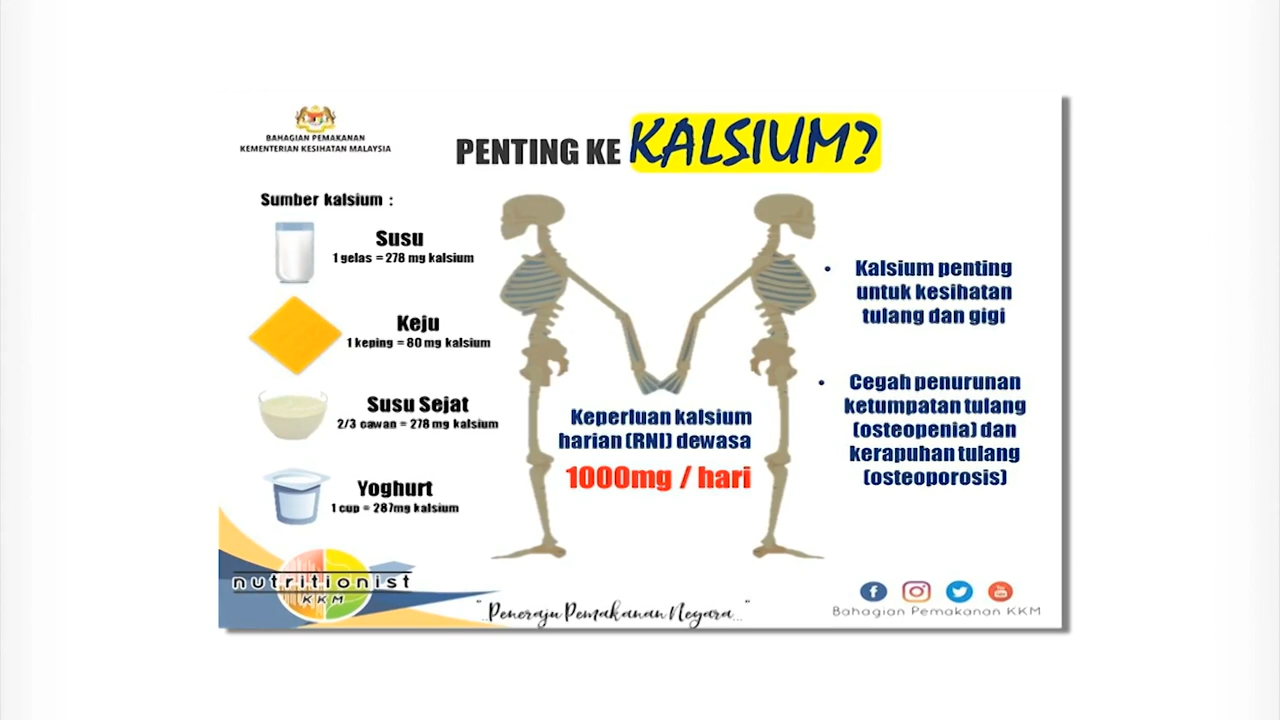 BAHAGIAN PEMAKANAN
KEMENTERIAN KESIHATAN MALAYSIA
PENTING KE KALSIUM?
Sumber kalsium :
Susu
1 gelas = 278 mg kalsium
Keju
1 keping = 80 mg kalsium
Susu Sejat
2/3 cawan = 278 mg kalsium
Yoghurt
1 cup = 287mg kalsium
Keperluan kalsium
harian (RNI) dewasa
1000mg / hari
• Kalsium penting
untuk kesihatan
tulang dan gigi
• Cegah penurunan
ketumpatan tulang
(osteopenia) dan
kerapuhan tulang
(osteoporosis)
nutritionist
KKM
"...Peneraju Pemakanan Negara..."
Bahagian Pemakanan KKM